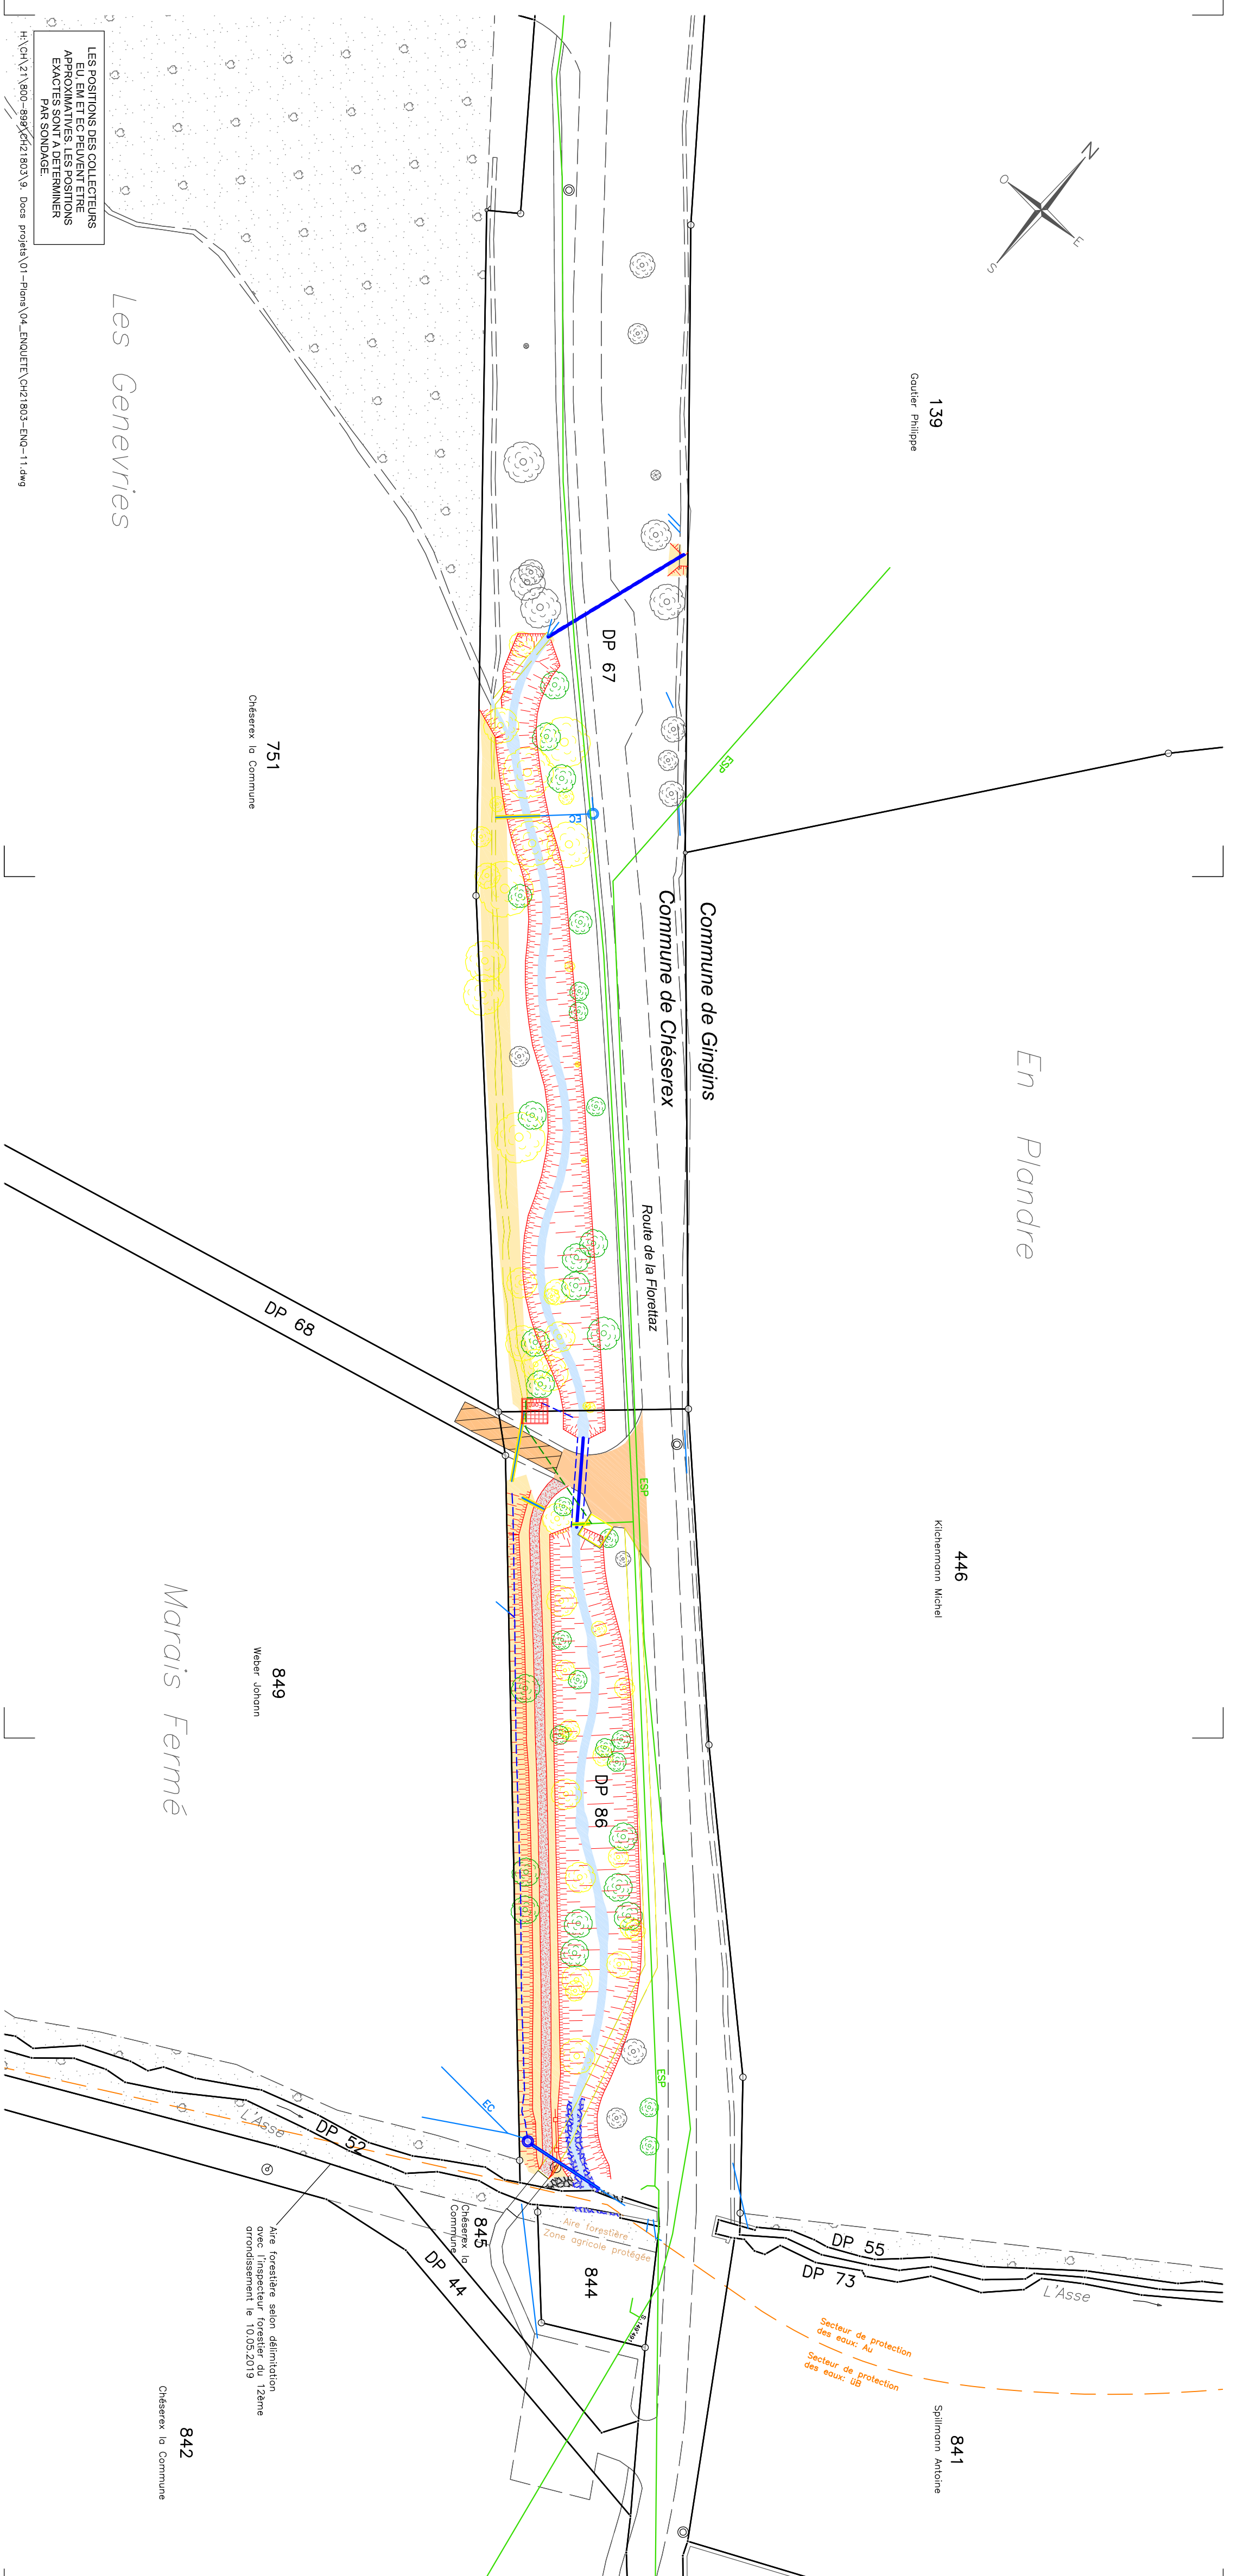 LES POSITIONS DES COLLECTEURS
EU, EM ET EC PEUVENT ETRE
APPROXIMATIVES. LES POSITIONS
EXACTES SONT A DETERMINER
PAR SONDAGE.
H:\CH\21\800-899\CH21803\9. Docs projets\01-Plans\04_ENQUETE\CH21803-ENQ-11.dwg
N
O
E
S
Les Genevries
139
Gautier Philippe
DP 67
751
Chéserex la Commune
ESP
EC
Commune de Gingins
Commune de Chéserex
En Plandre
Route de la Florettaz
DP 68
ESP
446
Kilchenmann Michel
849
Weber Johann
Marais Fermé
DP 86
ESP
EC
L'Asse
DP 52
845
Chéserex la
Commune
DP 44
Aire forestière
Zone agricole protégée
844
DP 55
DP 73
L'Asse
Secteur de protection
des eaux: Au
Secteur de protection
des eaux: üB
Aire forestière selon délimitation
avec l'inspecteur forestier du 12ème
arrondissement le 10.05.2019
842
Chéserex la Commune
841
Spillmann Antoine